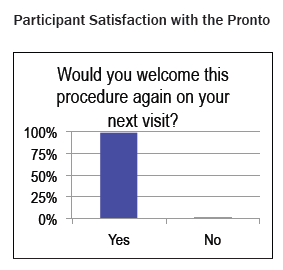 Participant Satisfaction with the Pronto
Would you welcome this
procedure again on your
next visit?
100%
75%
50%
25%
0%
Yes No